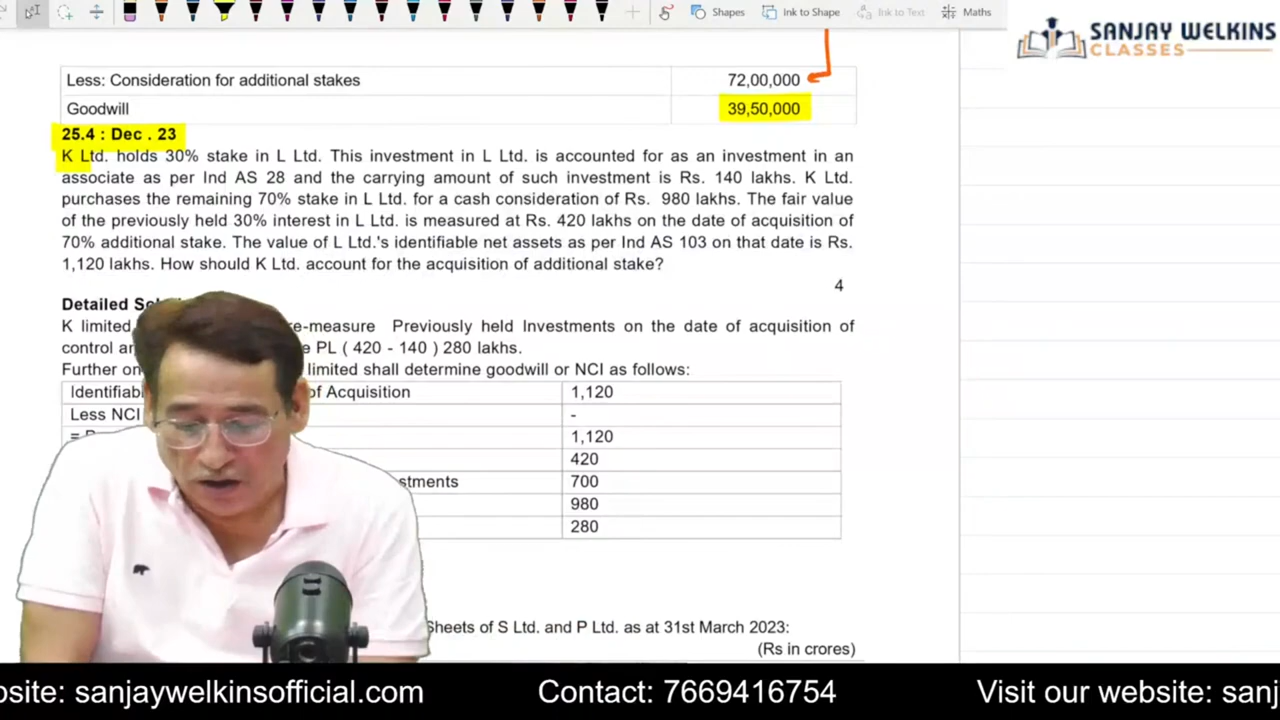 Shapes Ink to Shape Ink to Text Maths
SANJAY WELKINS
CLASSES
Less: Consideration for additional stakes 72,00,000
Goodwill 39,50,000
25.4 : Dec . 23
K Ltd. holds 30% stake in L Ltd. This investment in L Ltd. is accounted for as an investment in an
associate as per Ind AS 28 and the carrying amount of such investment is Rs. 140 lakhs. K Ltd.
purchases the remaining 70% stake in L Ltd. for a cash consideration of Rs. 980 lakhs. The fair value
of the previously held 30% interest in L Ltd. is measured at Rs. 420 lakhs on the date of acquisition of
70% additional stake. The value of L Ltd.'s identifiable net assets as per Ind AS 103 on that date is Rs.
1,120 lakhs. How should K Ltd. account for the acquisition of additional stake?
4
Detailed
K limited re-measure Previously held Investments on the date of acquisition of
control PL ( 420 - 140 ) 280 lakhs.
Further limited shall determine goodwill or NCI as follows:
of Acquisition 1,120
Less NCI -
= 1,120
420
700
980
280
Sheets of S Ltd. and P Ltd. as at 31st March 2023:
(Rs in crores)
sanjaywelkinsofficial.com Contact: 7669416754 Visit our website: